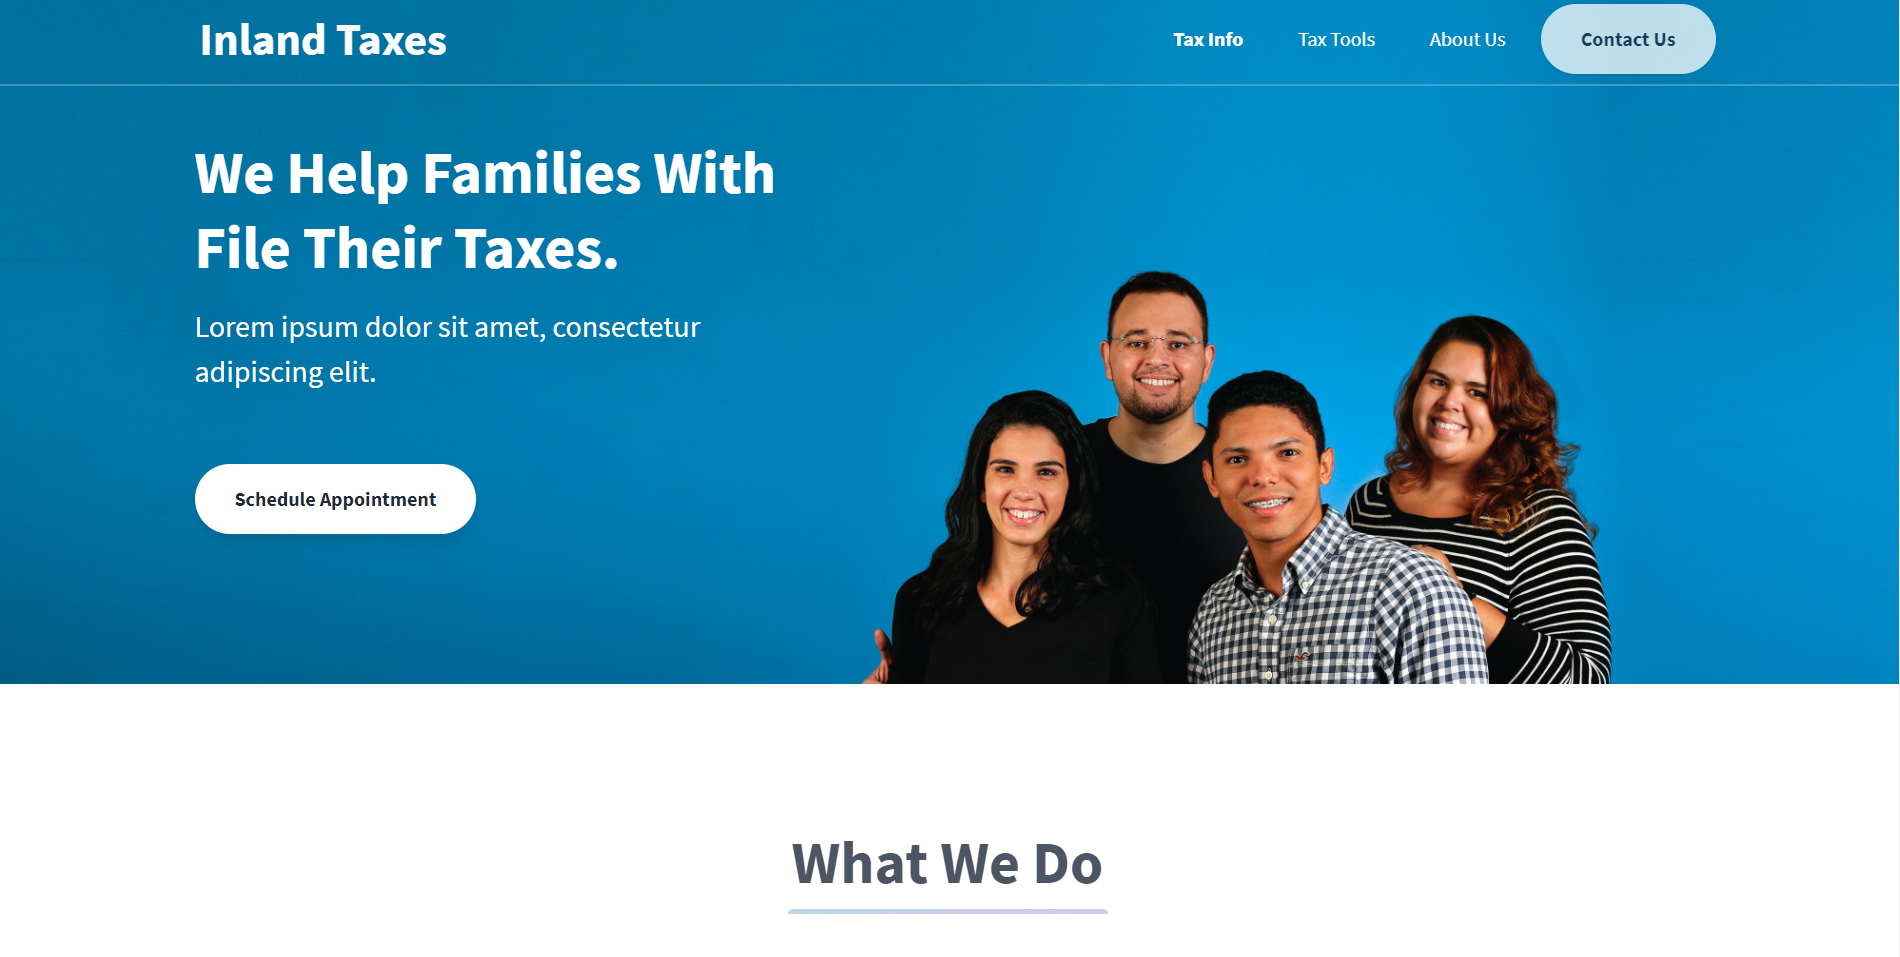 Inland Taxes
Tax Info
Tax Tools
About Us
Contact Us
We Help Families With
File Their Taxes.
Lorem ipsum dolor sit amet, consectetur
adipiscing elit.
Schedule Appointment
What We Do